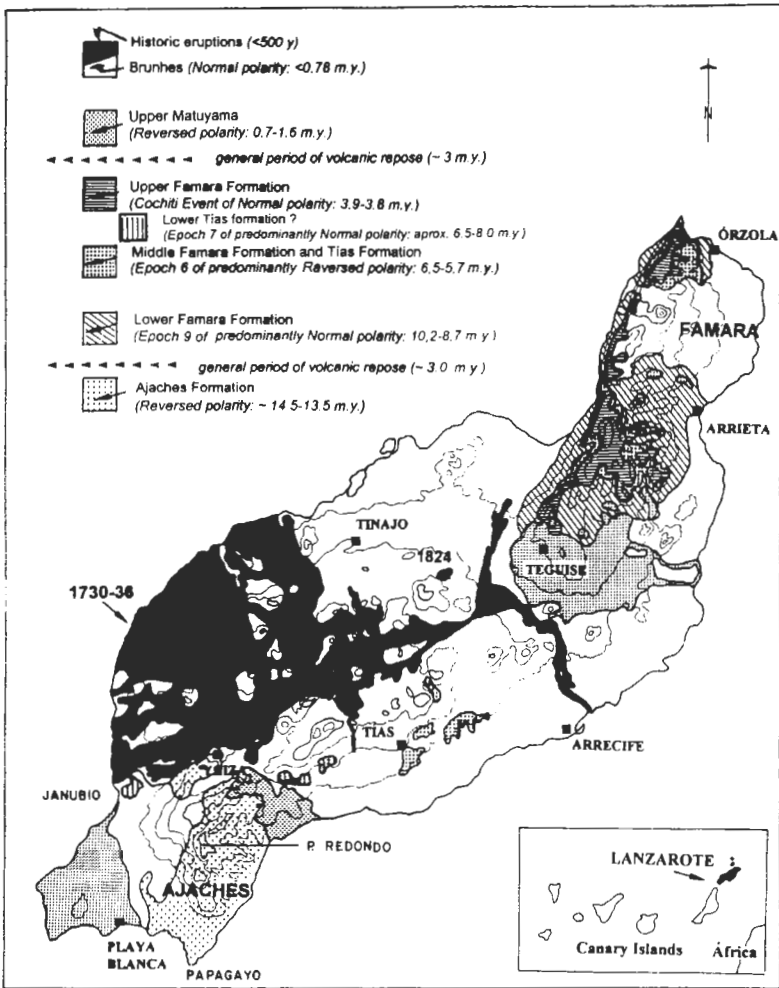 Historic eruptions (<500 y)
Brunhes (Normal polarity: <0.78 m.y.)
Upper Matuyama
(Reversed polarity: 0.7-1.6 m.y.)
general period of volcanic repose (~ 3 m.y.)
Upper Famara Formation
(Cochiti Event of Normal polarity: 3.9-3.8 m.y.)
Lower Tias formation ?
(Epoch 7 of predominantly Normal polarity: aprox. 6.5-8.0 m.y)
Middle Famara Formation and Tias Formation
(Epoch 6 of predominantly Reversed polarity: 6,5-5.7 m.y.)
Lower Famara Formation
(Epoch 9 of predominantly Normal polarity: 10,2-8,7 m y)
general period of volcanic repose (~ 3.0 m y)
Ajaches Formation
(Reversed polarity: ~ 14 5-13.5 m.y.)
N
ÓRZOLA
FAMARA
ARRIETA
TINAJO
1824
TEGUISE
1730-36
TÍAS
ARRECIFE
YAIZA
JANUBIO
P. REDONDO
AJACHES
PLAYA
BLANCA
PAPAGAYO
LANZAROTE
Canary Islands
África